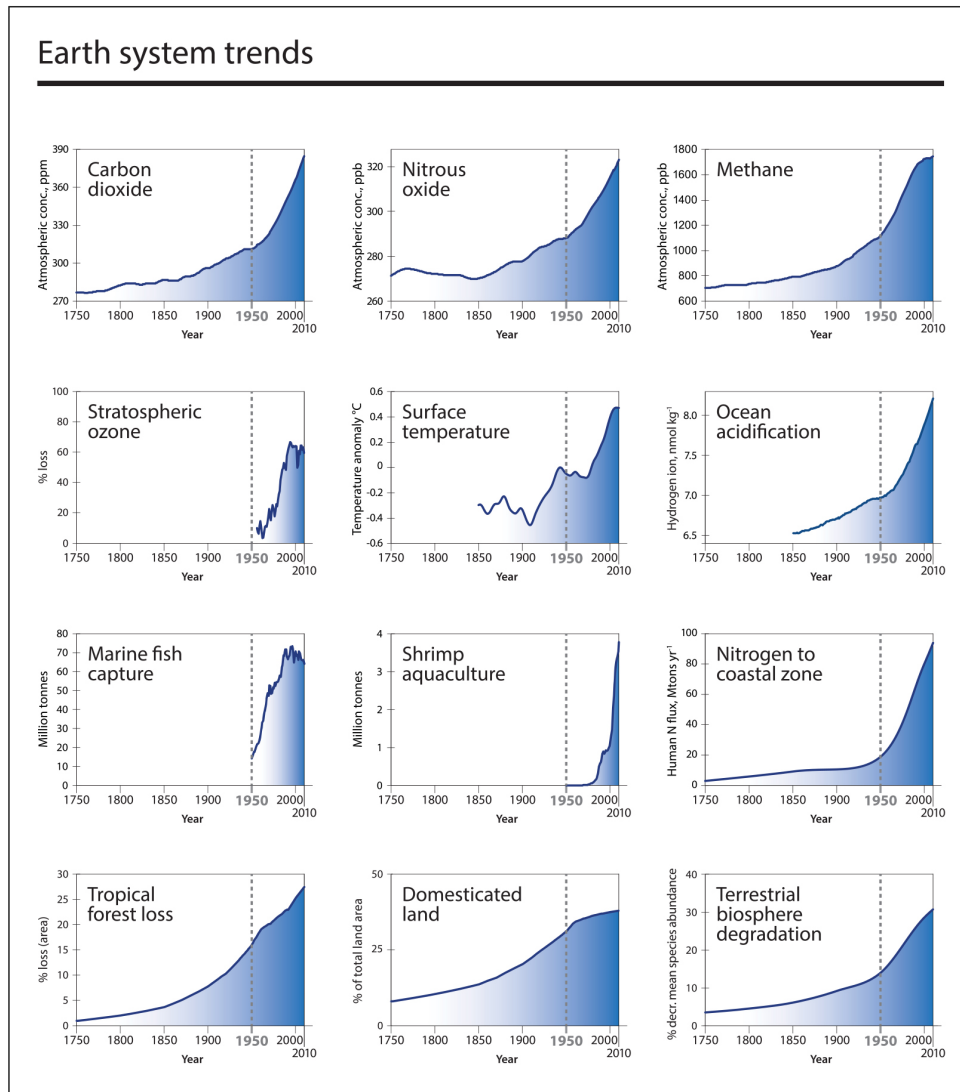 Earth system trends
390
360
330
300
270
Atmospheric conc., ppm
Carbon
dioxide
1750 1800 1850 1900 1950 2000
2010
Year
320
300
280
260
Atmospheric conc., ppb
Nitrous
oxide
1750 1800 1850 1900 1950 2000
2010
Year
1800
1600
1400
1200
1000
800
600
Atmospheric conc., ppb
Methane
1750 1800 1850 1900 1950 2000
2010
Year
100
80
60
40
20
0
% loss
Stratospheric
ozone
1750 1800 1850 1900 1950 2000
2010
Year
0.6
0.4
0.2
0
-0.2
-0.4
-0.6
Temperature anomaly °C
Surface
temperature
1750 1800 1850 1900 1950 2000
2010
Year
8.0
7.5
7.0
6.5
Hydrogen ion, nmol kg⁻¹
Ocean
acidification
1750 1800 1850 1900 1950 2000
2010
Year
80
70
60
50
40
30
20
10
0
Million tonnes
Marine fish
capture
1750 1800 1850 1900 1950 2000
2010
Year
4
3
2
1
0
Million tonnes
Shrimp
aquaculture
1750 1800 1850 1900 1950 2000
2010
Year
100
80
60
40
20
0
Human N flux, Mtons yr⁻¹
Nitrogen to
coastal zone
1750 1800 1850 1900 1950 2000
2010
Year
30
25
20
15
10
5
0
% loss (area)
Tropical
forest loss
1750 1800 1850 1900 1950 2000
2010
Year
50
25
0
% of total land area
Domesticated
land
1750 1800 1850 1900 1950 2000
2010
Year
40
30
20
10
0
% decr. mean species abundance
Terrestrial
biosphere
degradation
1750 1800 1850 1900 1950 2000
2010
Year